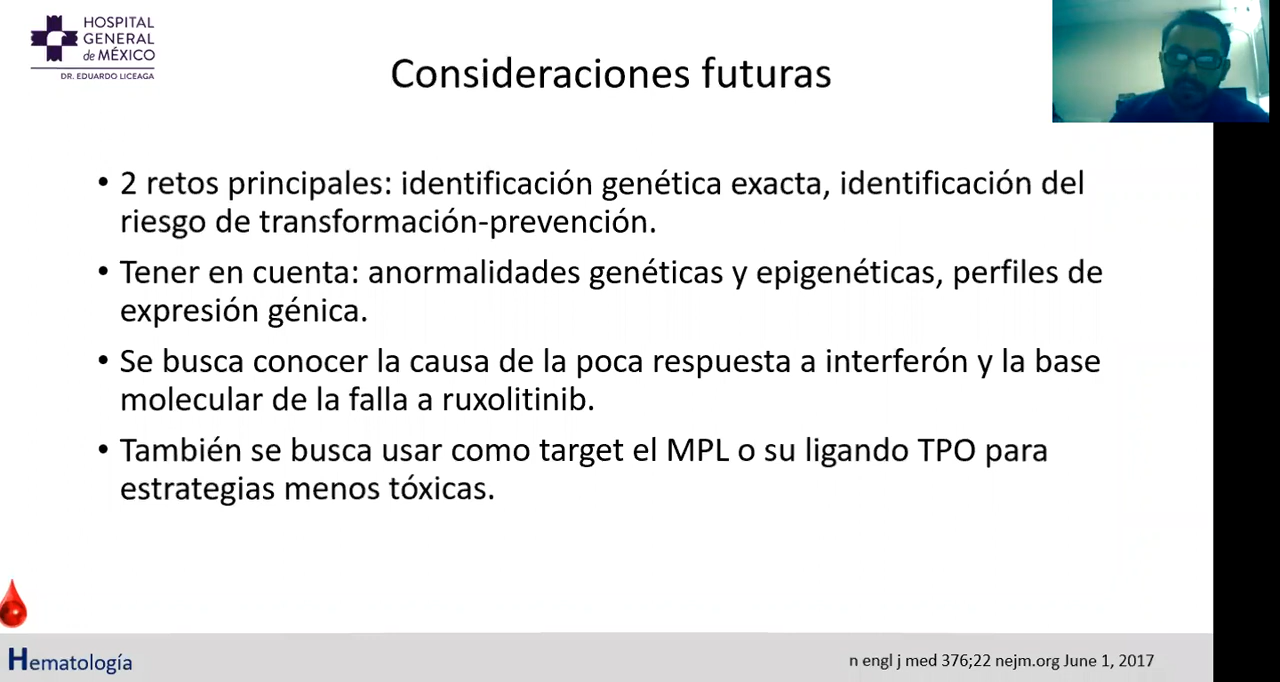 HOSPITAL
GENERAL
de MÉXICO
DR. EDUARDO LICEAGA
Consideraciones futuras
• 2 retos principales: identificación genética exacta, identificación del
riesgo de transformación-prevención.
• Tener en cuenta: anormalidades genéticas y epigenéticas, perfiles de
expresión génica.
• Se busca conocer la causa de la poca respuesta a interferón y la base
molecular de la falla a ruxolitinib.
• También se busca usar como target el MPL o su ligando TPO para
estrategias menos tóxicas.
Hematología
n engl j med 376;22 nejm.org June 1, 2017